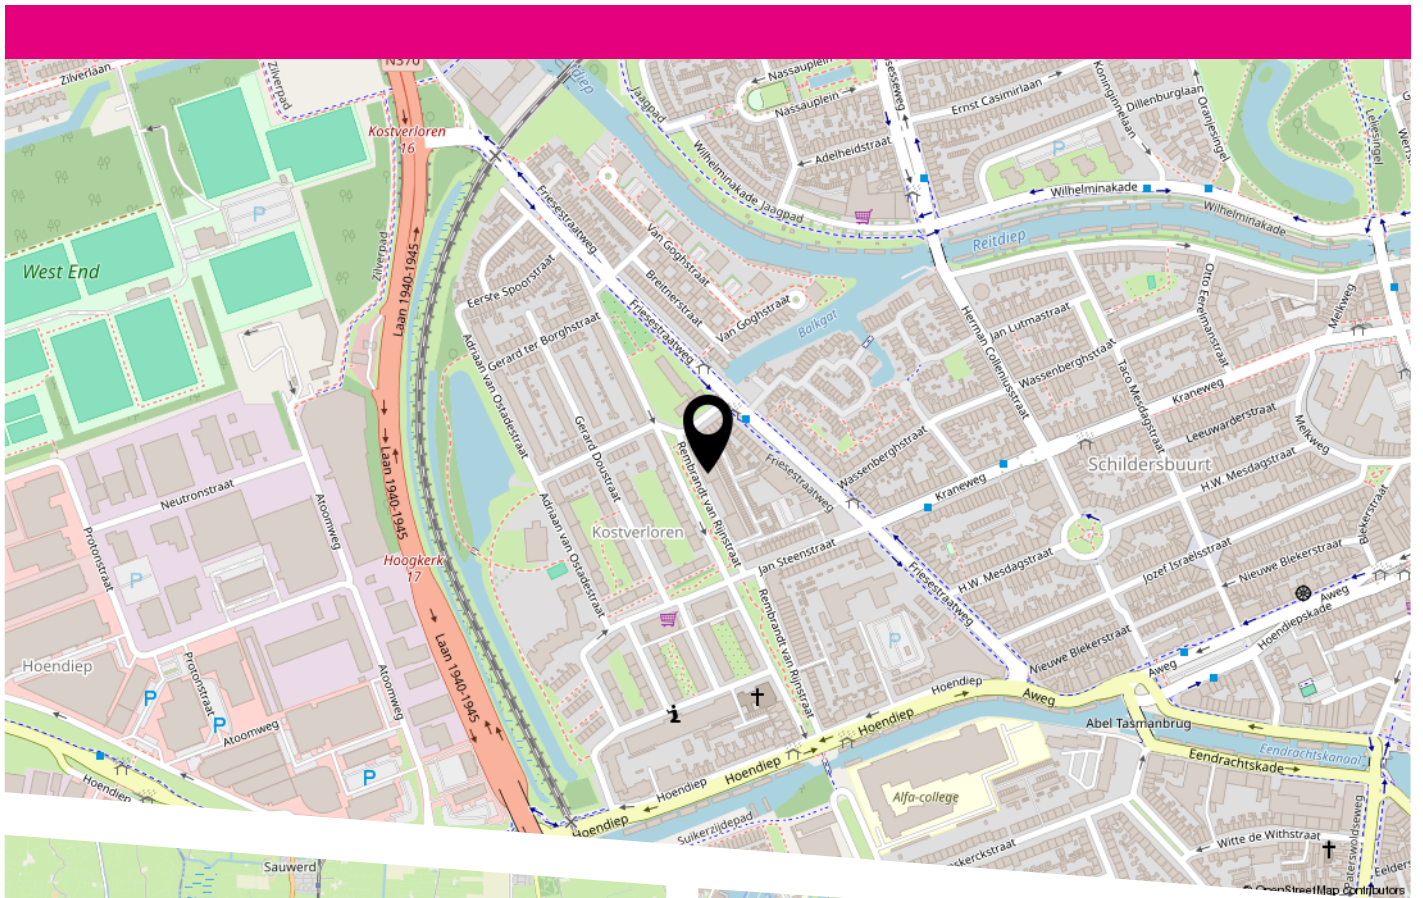 N370
Zilverlaan
Zilverpad
Kostverloren
16
Jaagpad
Nassauplein
Nassauplein
Ernst Casimirlaan
Koninginnelaan
Dillenburglaan
Oranjesingel
Leliesingel
P
Adelheidstraat
Wilhelminakade
Jaagpad
Wilhelminakade
Wilhelminakade
Reitdiep
P
Zilverpad
West End
Laan 1940-1945
Friesestraatweg
Van Goghstraat
Breitnerstraat
Van Goghstraat
Balkgat
Eerste Spoorstraat
Gerard ter Borghstraat
Friesestraatweg
Adriaan van Ostadestraat
Herman Colleniusstraat
Jan Lutmastraat
Wassenberghstraat
Taco Mesdagstraat
Otto Eerelmanstraat
Melkweg
Kraneweg
Leeuwarderstraat
Melkweg
Gerard Doustraat
Rembrandt van Rijnstraat
Friesestraatweg
Wassenberghstraat
Kraneweg
Schildersbuurt
H.W. Mesdagstraat
Blekerstraat
Laan 1940-1945
Neutronstraat
Atoomweg
Protonstraat
Adriaan van Ostadestraat
Kostverloren
Jan Steenstraat
H.W. Mesdagstraat
Jozef Israëlsstraat
Nieuwe Blekerstraat
Hoogkerk
17
P
Friesestraatweg
Aweg
Hoendiepskade
Rembrandt van Rijnstraat
P
Nieuwe Blekerstraat
Laan 1940-1945
Hoendiep
Protonstraat
Atoomweg
P
P
Atoomweg
P
Hoendiep
Aweg
Aweg
Hoendiep
Abel Tasmanbrug
Eendrachtskanaal
Eendrachtskade
Hoendiep
Hoendiep
Hoendiep
Hoendiep
Alfa-college
Suikerzijdepad
Witte de Withstraat
Paterswoldseweg
Sauwerd
© OpenStreetMap contributors